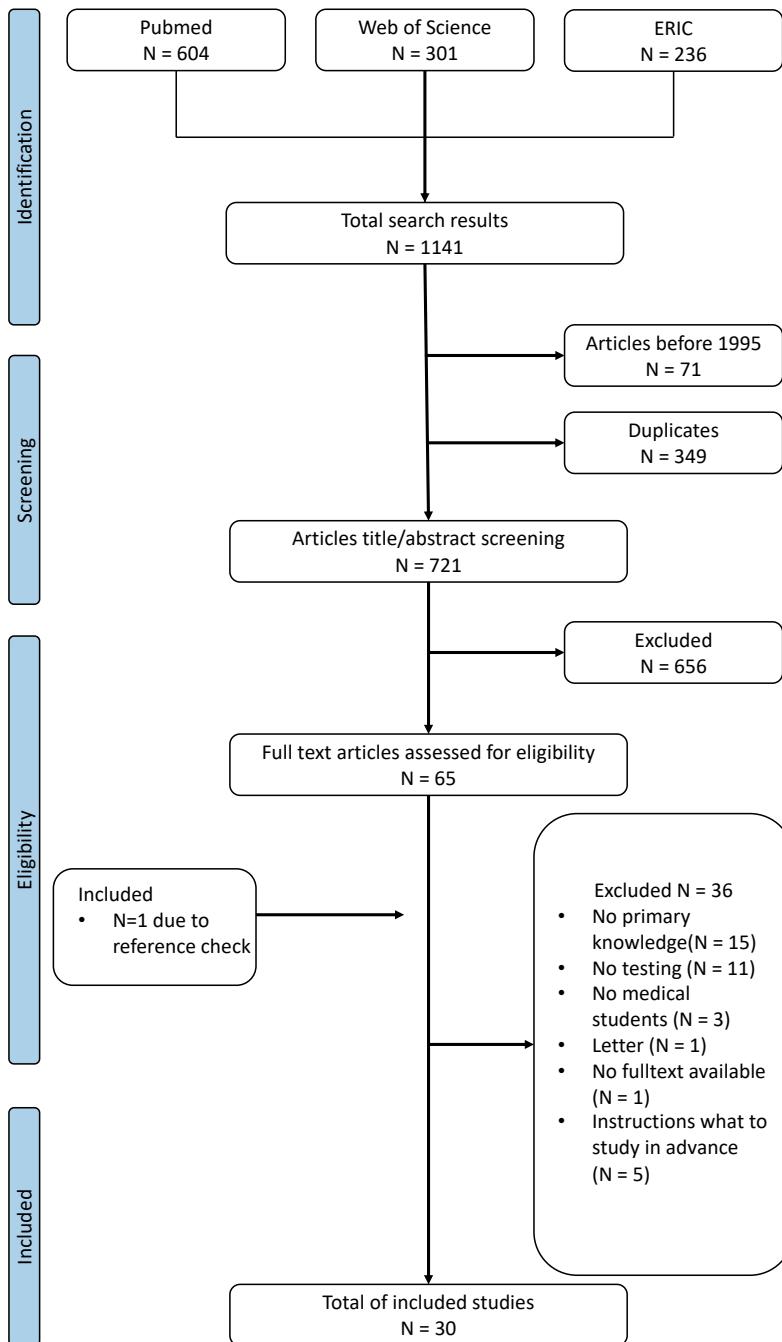 Pubmed
N = 604
Web of Science
N = 301
ERIC
N = 236
Identification
Total search results
N = 1141
Articles before 1995
N = 71
Duplicates
N = 349
Screening
Articles title/abstract screening
N = 721
Excluded
N = 656
Full text articles assessed for eligibility
N = 65
Eligibility
Included
• N=1 due to
reference check
Excluded N = 36
• No primary
knowledge(N = 15)
• No testing (N = 11)
• No medical
students (N = 3)
• Letter (N = 1)
• No fulltext available
(N = 1)
• Instructions what to
study in advance
(N = 5)
Included
Total of included studies
N = 30